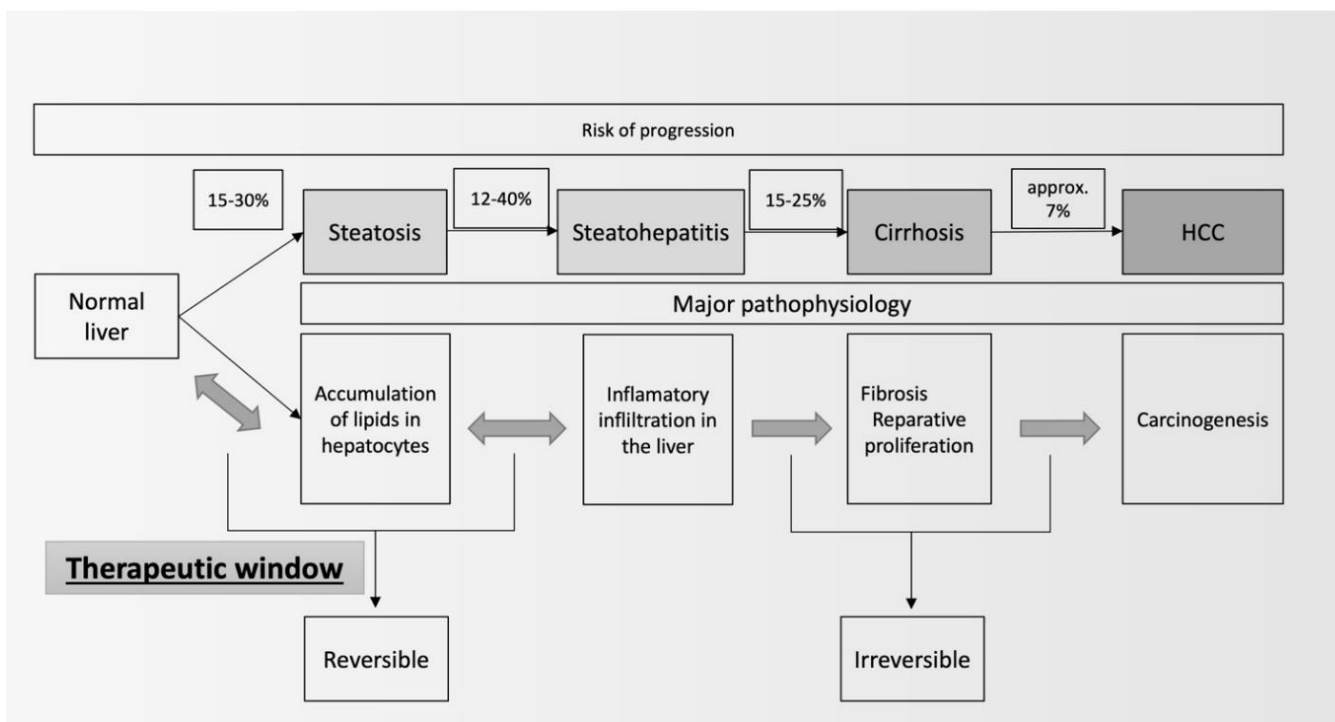 Risk of progression
15-30%
12-40%
15-25%
approx.
7%
Steatosis
Steatohepatitis
Cirrhosis
HCC
Normal
liver
Major pathophysiology
Accumulation
of lipids in
hepatocytes
Inflamatory
infliltration in
the liver
Fibrosis
Reparative
proliferation
Carcinogenesis
Therapeutic window
Reversible
Irreversible